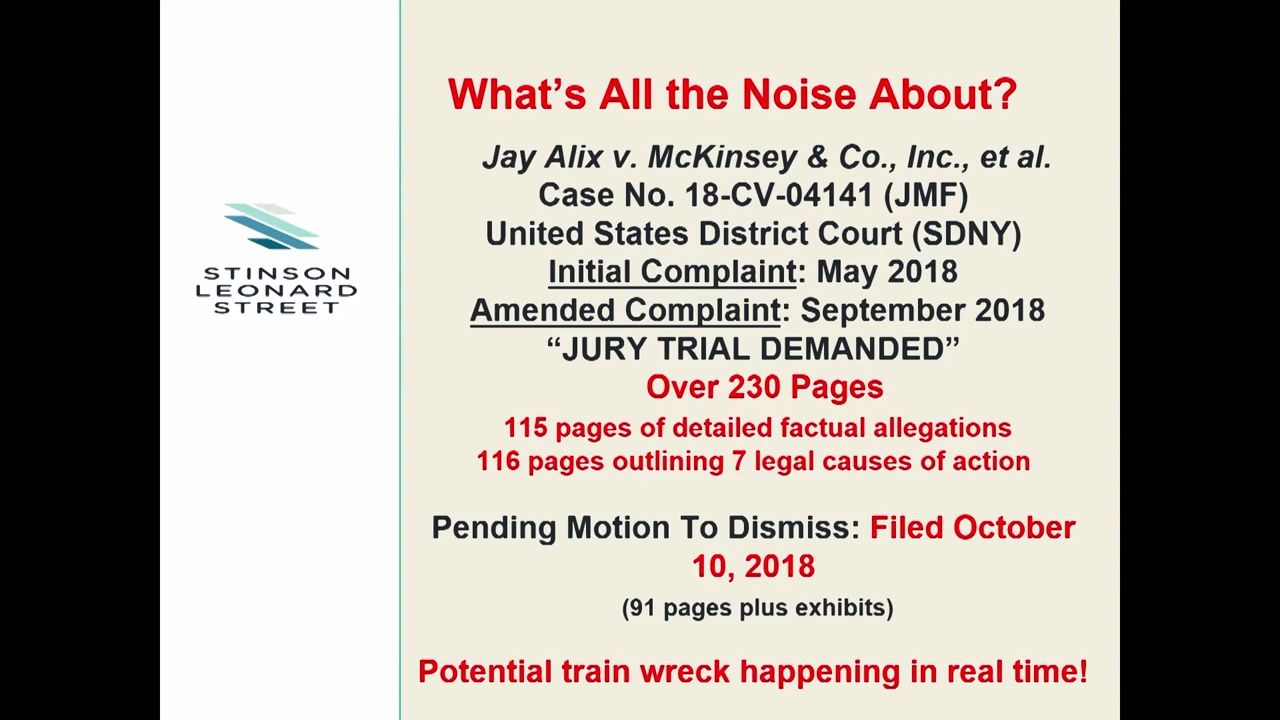 What's All the Noise About?
Jay Alix v. McKinsey & Co., Inc., et al.
Case No. 18-CV-04141 (JMF)
United States District Court (SDNY)
Initial Complaint: May 2018
Amended Complaint: September 2018
“JURY TRIAL DEMANDED”
Over 230 Pages
115 pages of detailed factual allegations
116 pages outlining 7 legal causes of action
Pending Motion To Dismiss: Filed October
10, 2018
(91 pages plus exhibits)
Potential train wreck happening in real time!
STINSON
LEONARD
STREET